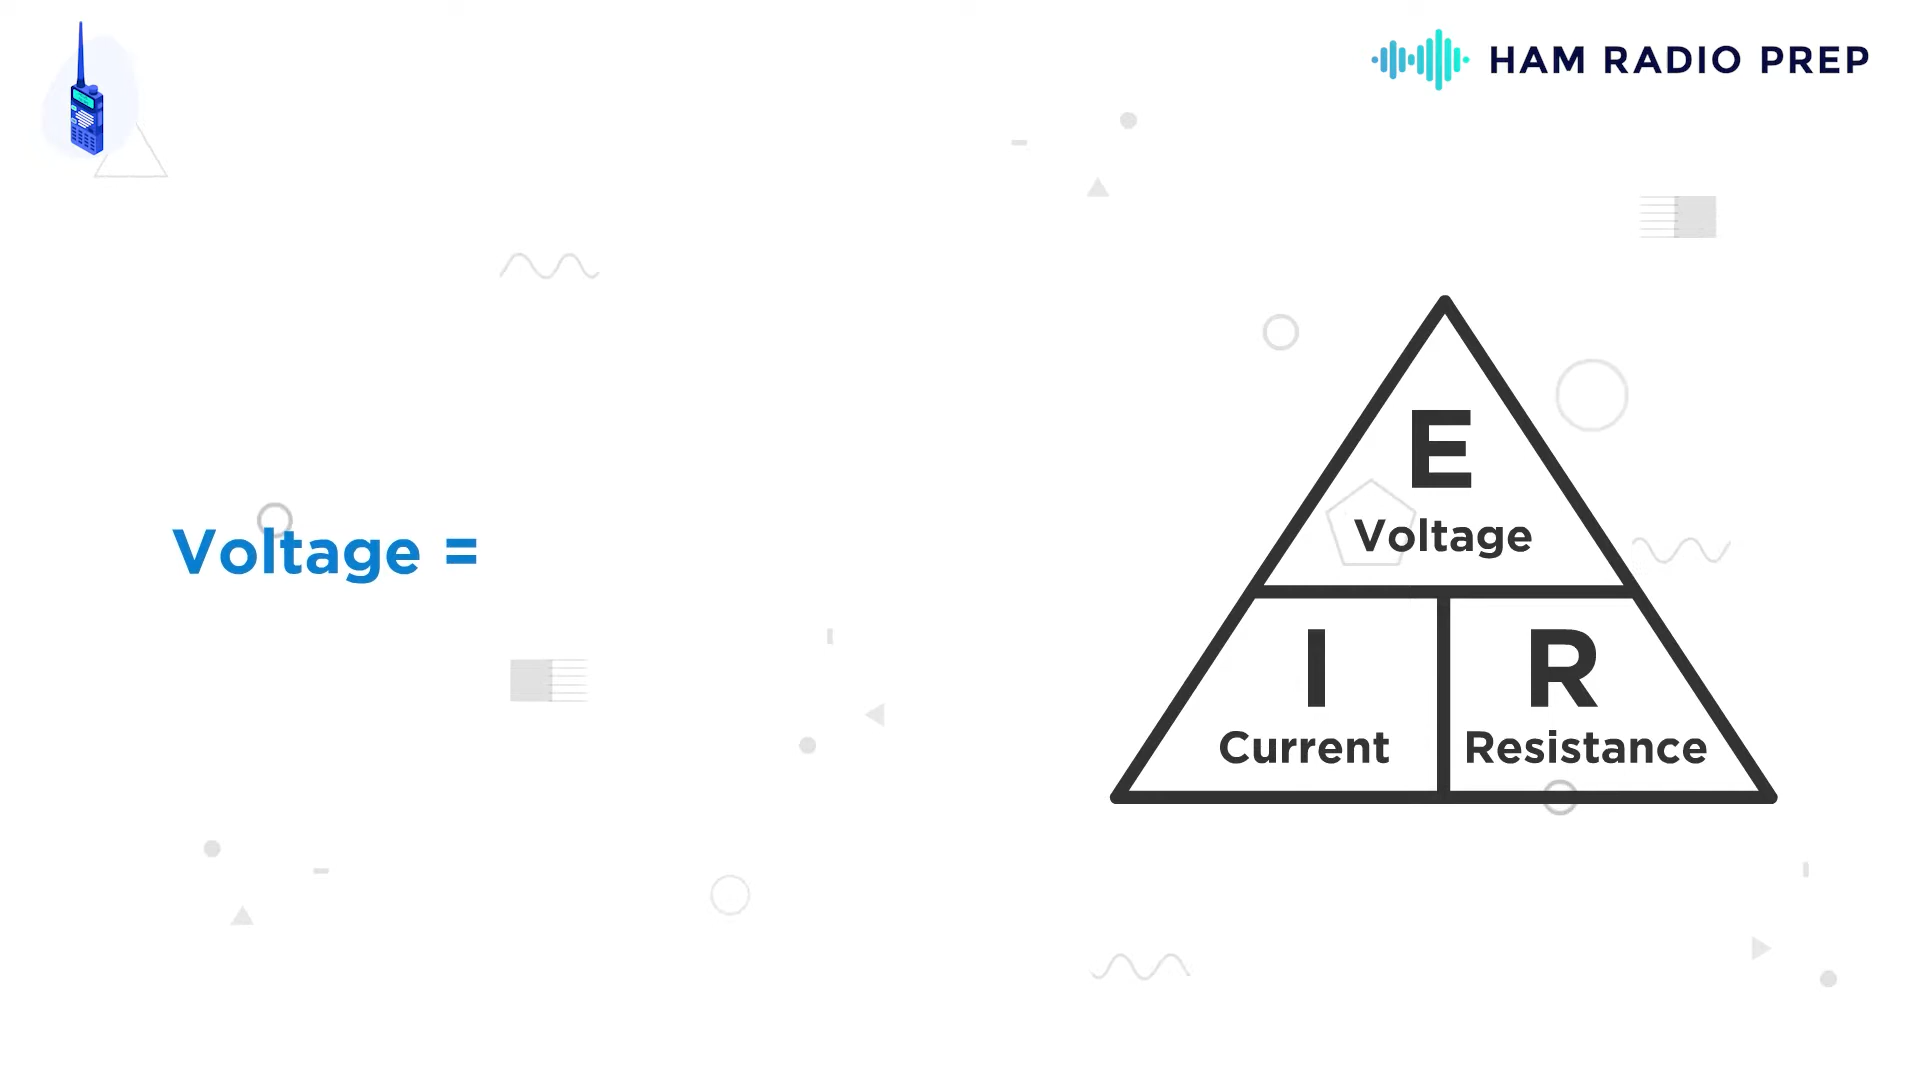 HAM RADIO PREP
Voltage =
E
Voltage
I
Current
R
Resistance